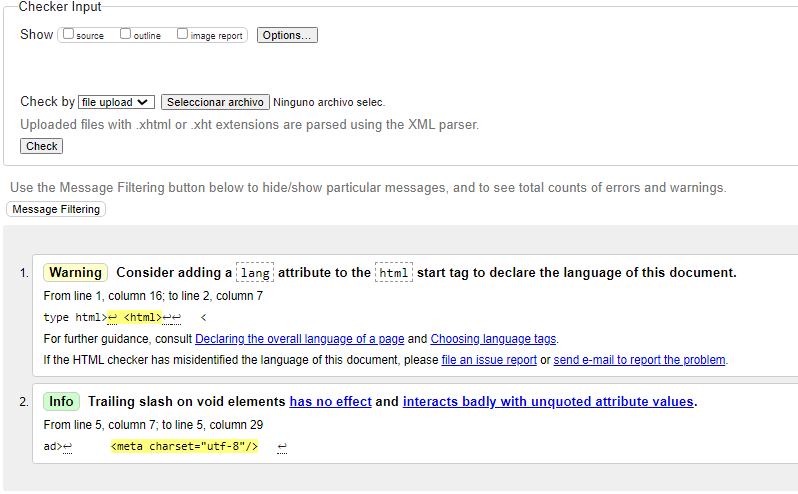 Checker Input
Show source outline image report Options...
Check by file upload Seleccionar archivo Ninguno archivo selec.
Uploaded files with .xhtml or .xht extensions are parsed using the XML parser.
Check
Use the Message Filtering button below to hide/show particular messages, and to see total counts of errors and warnings.
Message Filtering
1. Warning Consider adding a lang attribute to the html start tag to declare the language of this document.
From line 1, column 16; to line 2, column 7
type html>↩ <html>↩↩ <
For further guidance, consult Declaring the overall language of a page and Choosing language tags.
If the HTML checker has misidentified the language of this document, please file an issue report or send e-mail to report the problem.
2. Info Trailing slash on void elements has no effect and interacts badly with unquoted attribute values.
From line 5, column 7; to line 5, column 29
ad>↩ <meta charset="utf-8"/> ↩